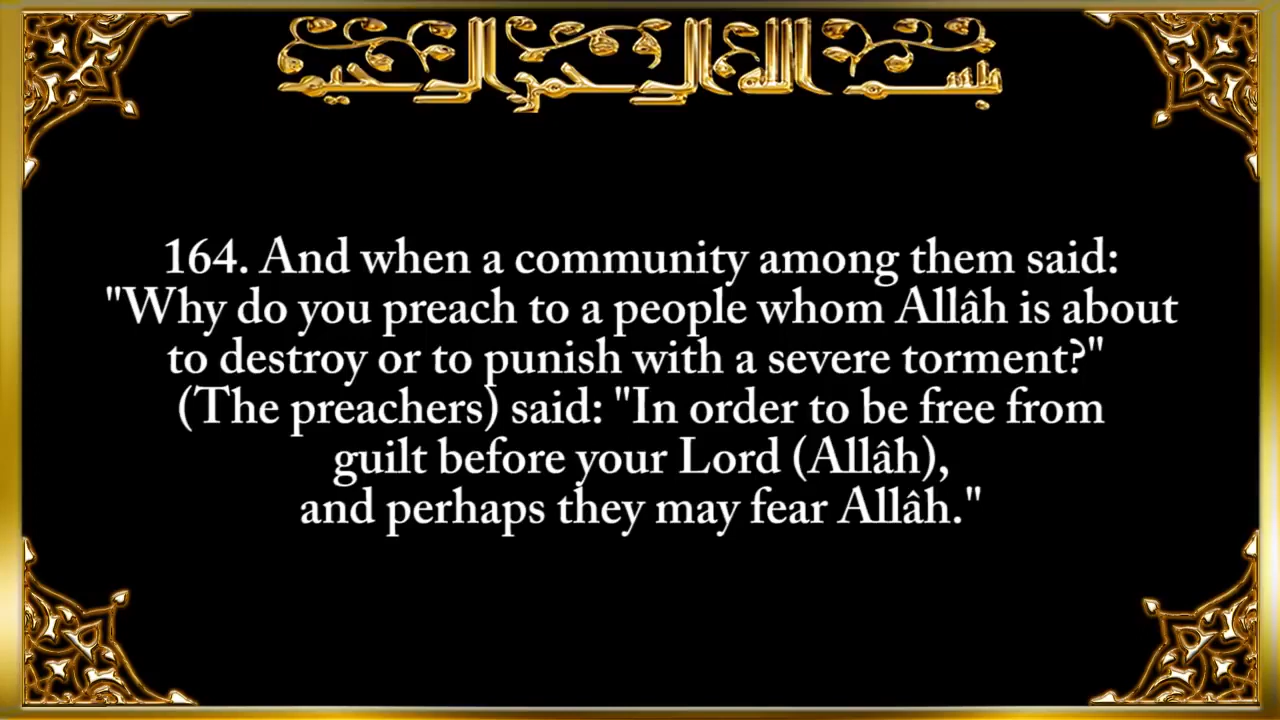 بسم الله الرحمن الرحيم
164. And when a community among them said:
"Why do you preach to a people whom Allâh is about
to destroy or to punish with a severe torment?"
(The preachers) said: "In order to be free from
guilt before your Lord (Allâh),
and perhaps they may fear Allâh."